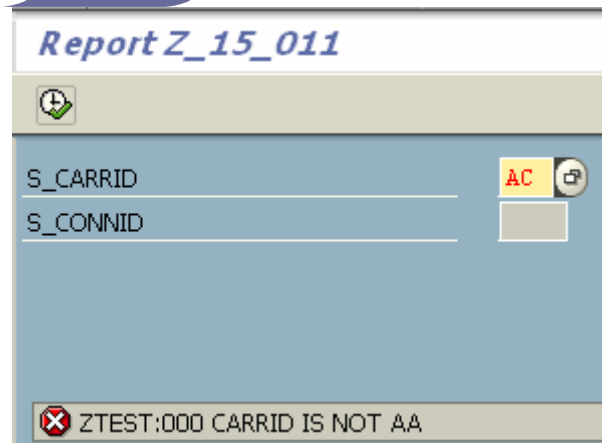 Report Z_15_011
S_CARRID AC
S_CONNID
ZTEST:000 CARRID IS NOT AA